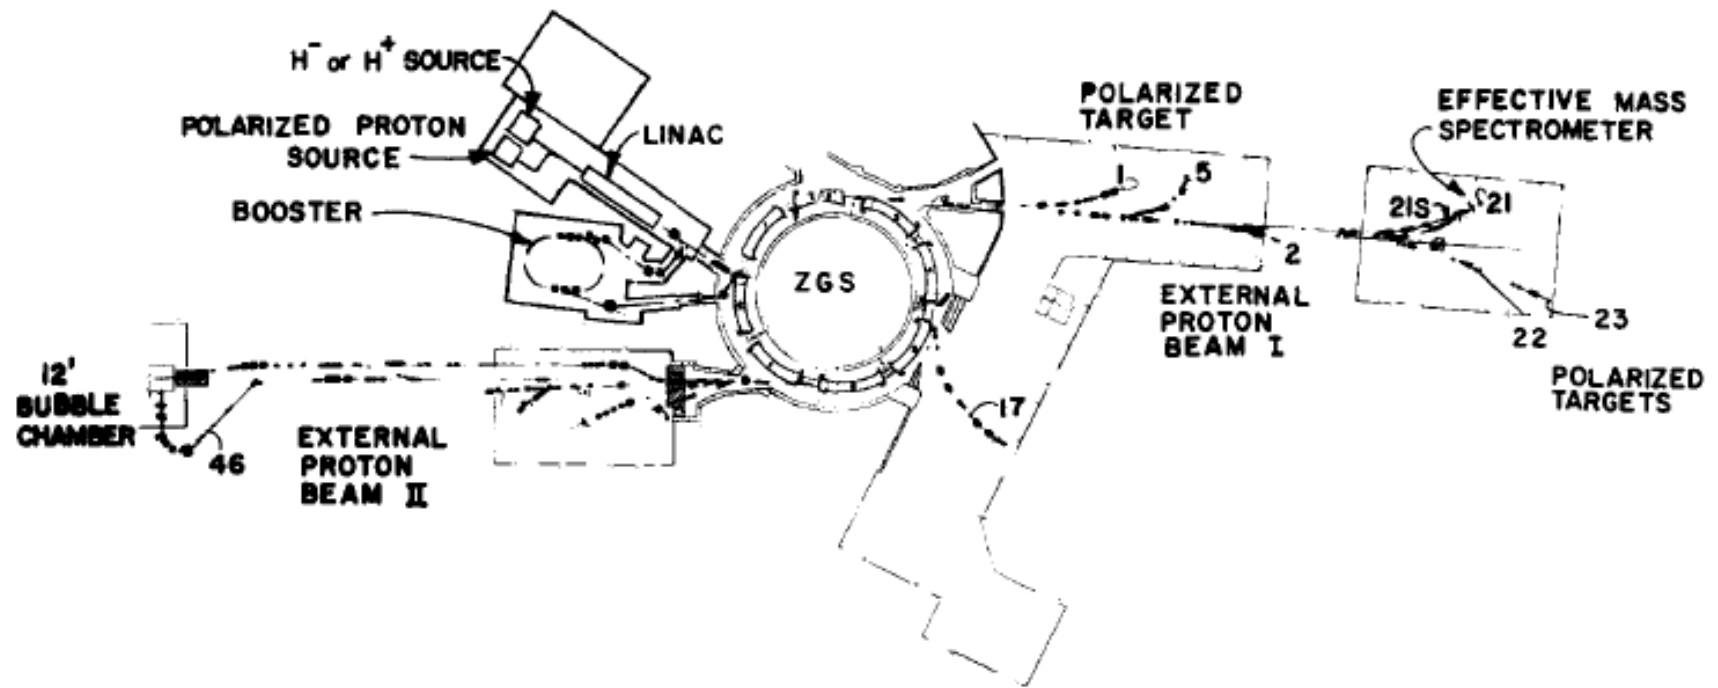 H⁻ or H⁺ SOURCE
POLARIZED PROTON
SOURCE
LINAC
BOOSTER
ZGS
POLARIZED
TARGET
1
5
2
EFFECTIVE MASS
SPECTROMETER
21S
21
EXTERNAL
PROTON
BEAM I
22
23
POLARIZED
TARGETS
17
12'
BUBBLE
CHAMBER
46
EXTERNAL
PROTON
BEAM II